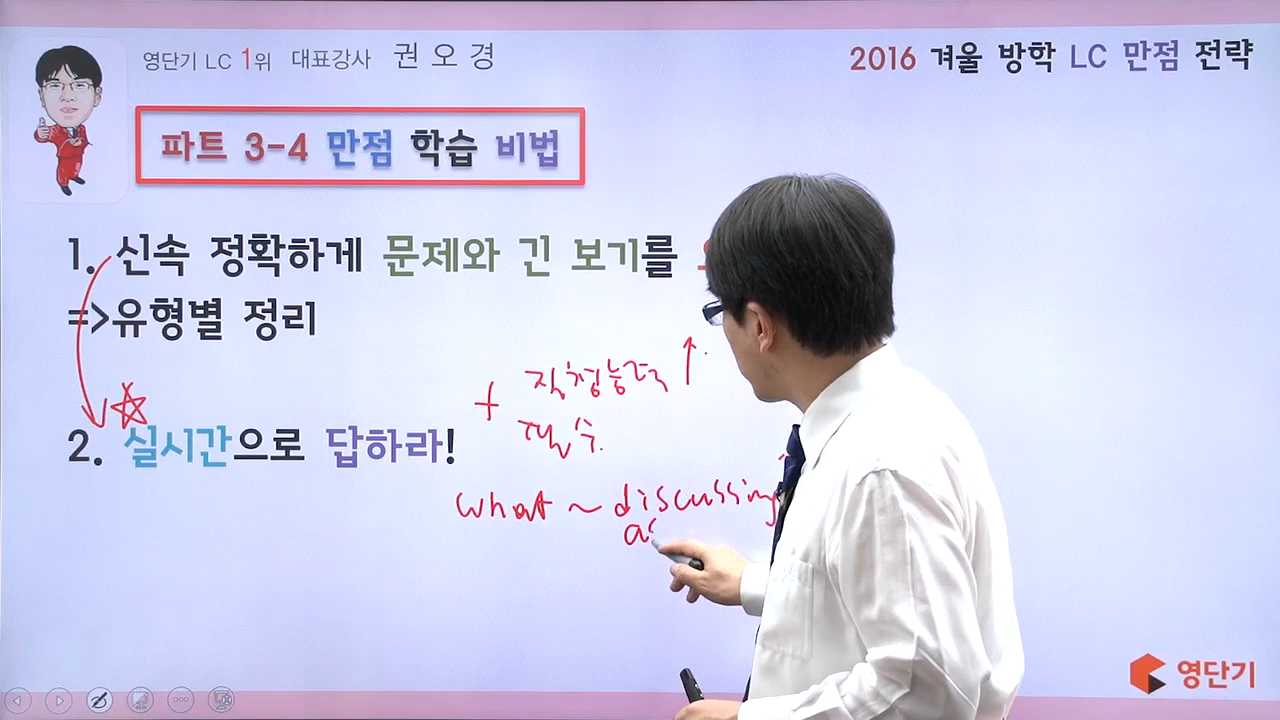 영단기 LC 1위 대표강사 권 오 경
2016 겨울 방학 LC 만점 전략
파트 3-4 만점 학습 비법
1. 신속 정확하게 문제와 긴 보기를
=>유형별 정리
직청능력 ↑
+
필수.
2. 실시간으로 답하라!
what ~ discussing
as
영단기